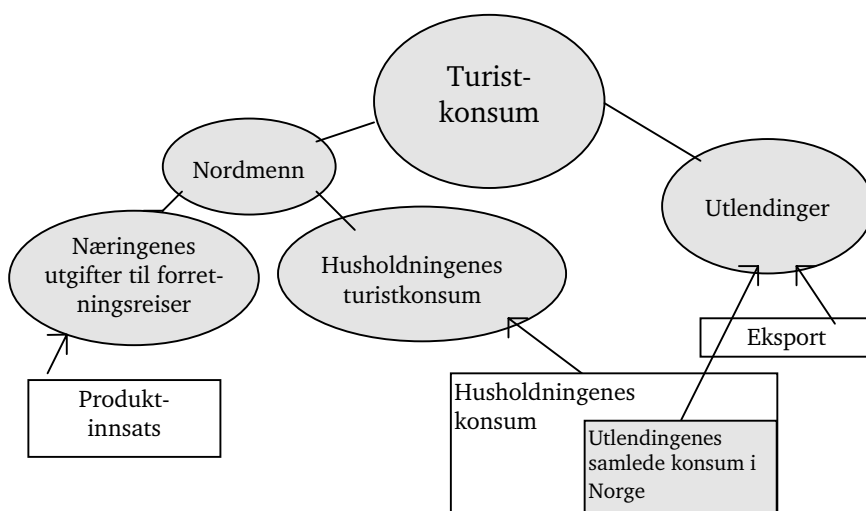 Turist-
konsum
Nordmenn
Utlendinger
Næringenes
utgifter til forret-
ningsreiser
Husholdningenes
turistkonsum
Eksport
Produkt-
innsats
Husholdningenes
konsum
Utlendingenes
samlede konsum i
Norge